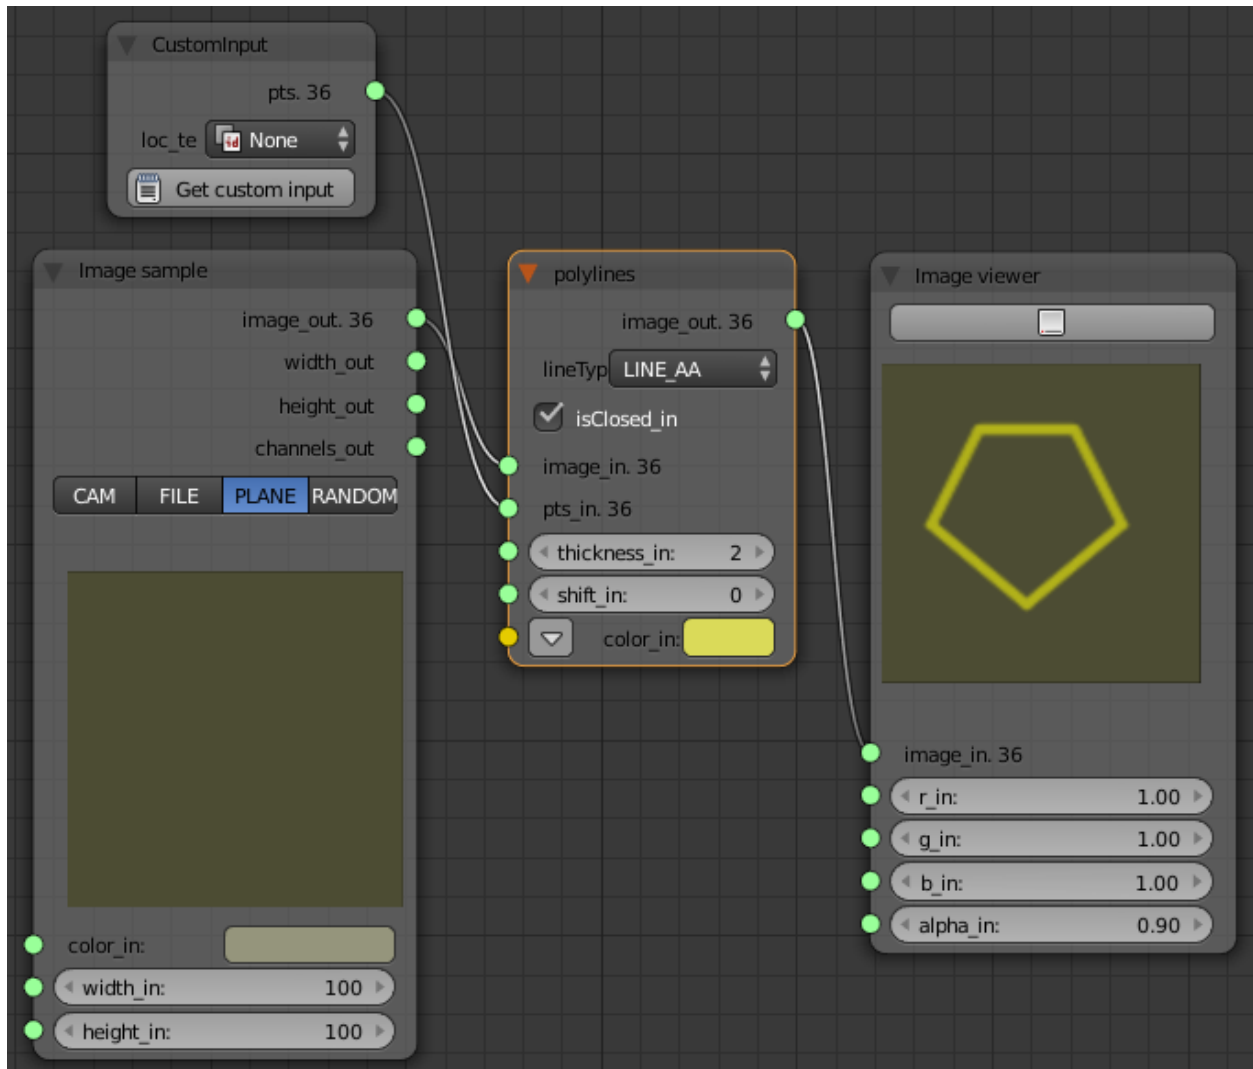 CustomInput
pts. 36
loc_te None
Get custom input
Image sample
image_out. 36
width_out
height_out
channels_out
CAM FILE PLANE RANDOM
color_in:
width_in: 100
height_in: 100
polylines
image_out. 36
lineTyp LINE_AA
isClosed_in
image_in. 36
pts_in. 36
thickness_in: 2
shift_in: 0
color_in:
Image viewer
image_in. 36
r_in: 1.00
g_in: 1.00
b_in: 1.00
alpha_in: 0.90